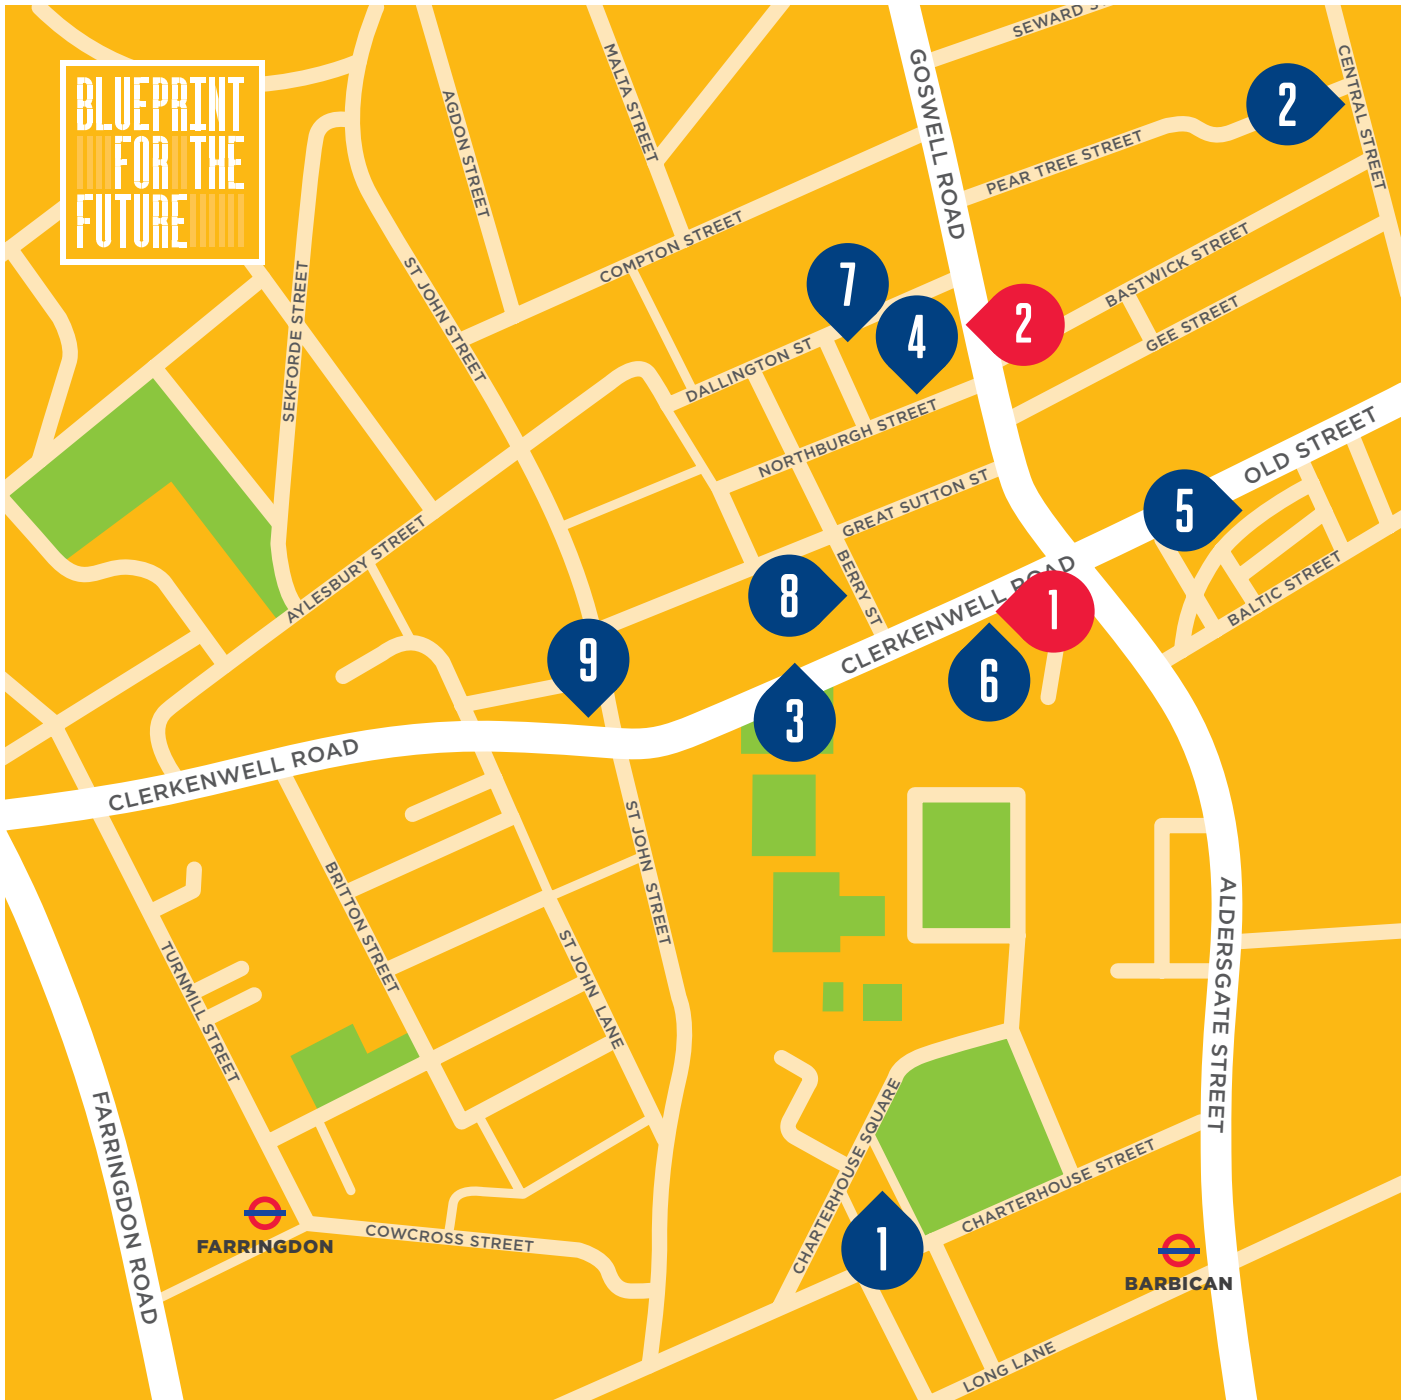 BLUEPRINT
FOR THE
FUTURE
SEWARD S
CENTRAL STREET
MALTA STREET
GOSWELL ROAD
AGDON STREET
2
PEAR TREE STREET
COMPTON STREET
BASTWICK STREET
ST JOHN STREET
SEKFORDE STREET
7
4
2
GEE STREET
DALLINGTON ST
NORTHBURGH STREET
OLD STREET
GREAT SUTTON ST
5
AYLESBURY STREET
BERRY ST
8
CLERKENWELL ROAD
1
BALTIC STREET
9
6
3
CLERKENWELL ROAD
ST JOHN STREET
BRITTON STREET
ALDERSGATE STREET
TURNMILL STREET
ST JOHN LANE
FARRINGDON ROAD
CHARTERHOUSE SQUARE
CHARTERHOUSE STREET
FARRINGDON
COWCROSS STREET
1
BARBICAN
LONG LANE